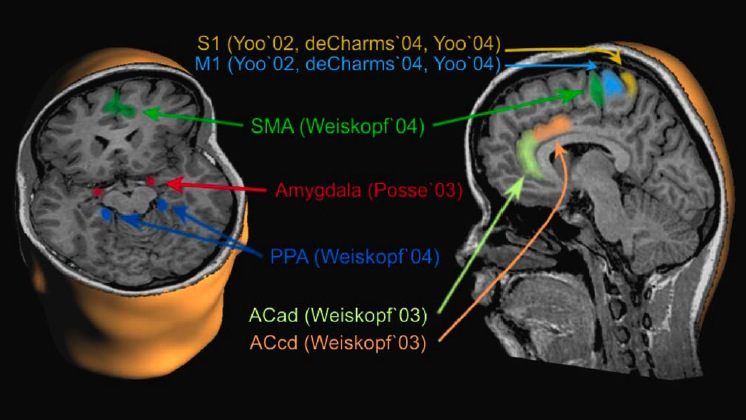 S1 (Yoo`02, deCharms`04, Yoo`04)
M1 (Yoo`02, deCharms`04, Yoo`04)
SMA (Weiskopf`04)
Amygdala (Posse`03)
PPA (Weiskopf`04)
ACad (Weiskopf`03)
ACcd (Weiskopf`03)